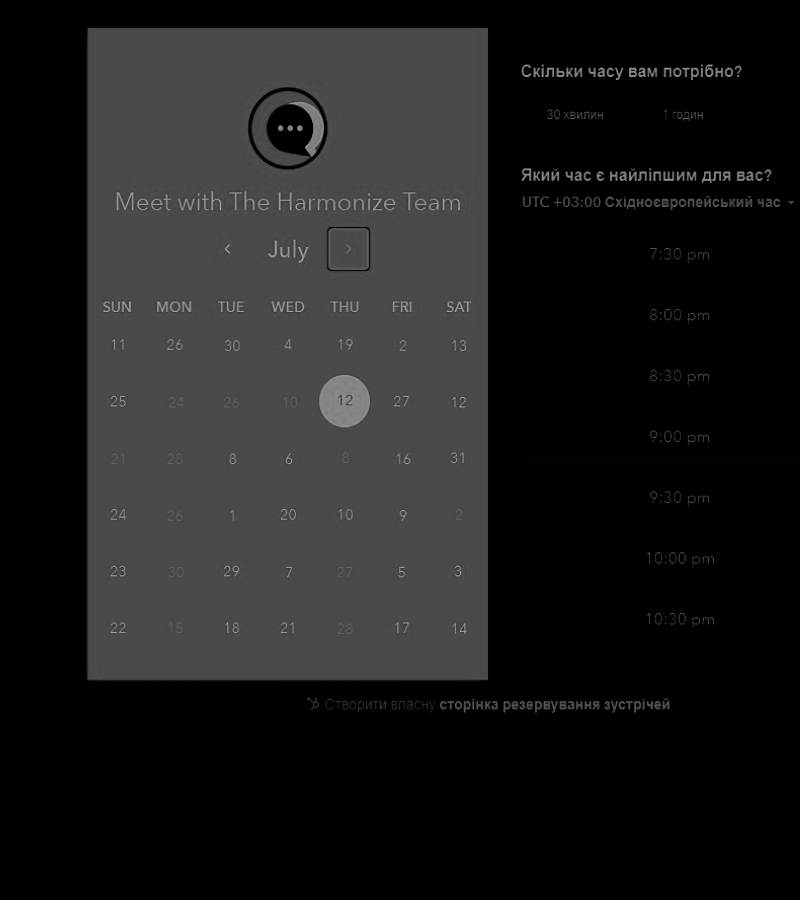 Meet with The Harmonize Team
July
SUN MON TUE WED THU FRI SAT
11 26 30 4 19 2 13
25 24 26 10 12 27 12
21 28 8 6 8 16 31
24 26 1 20 10 9 2
23 30 29 7 27 5 3
22 15 18 21 28 17 14
Скільки часу вам потрібно?
30 хвилин 1 годин
Який час є найліпшим для вас?
UTC +03:00 Східноєвропейський час
7:30 pm
8:00 pm
8:30 pm
9:00 pm
9:30 pm
10:00 pm
10:30 pm
Створити власну сторінка резервування зустрічей